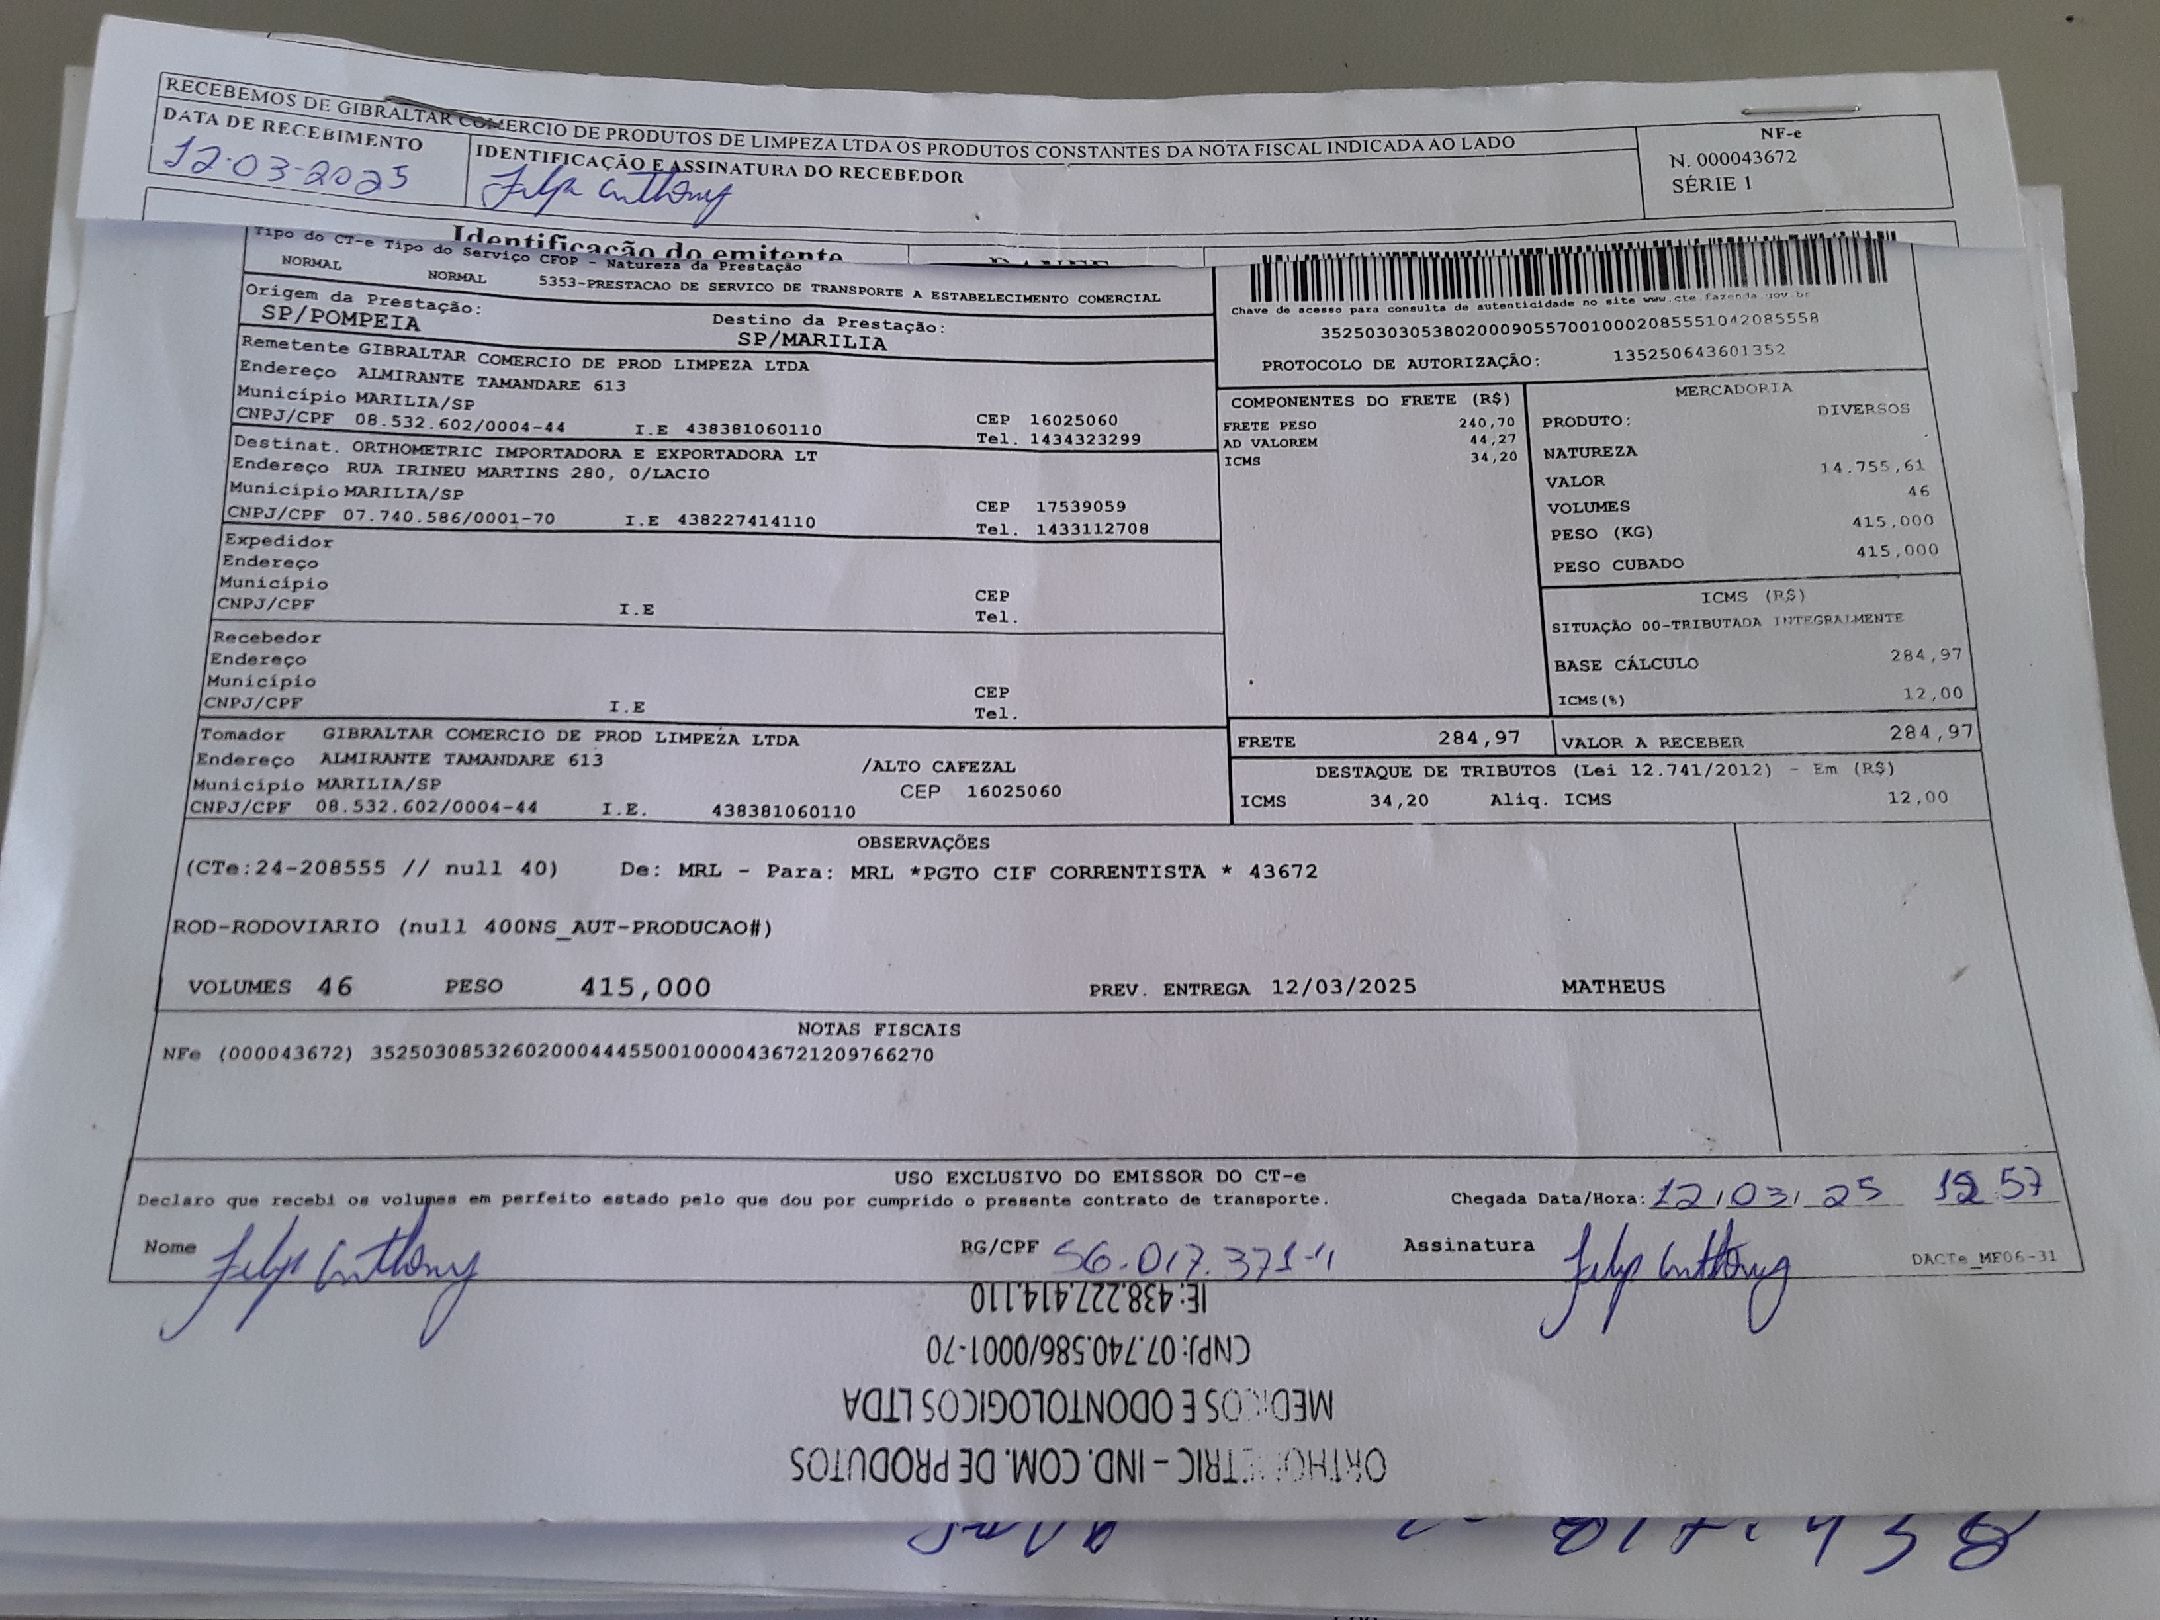 RECEBEMOS DE GIBRALTAR COMERCIO DE PRODUTOS DE LIMPEZA LTDA OS PRODUTOS CONSTANTES DA NOTA FISCAL INDICADA AO LADO
DATA DE RECEBIMENTO
12-03-2025
IDENTIFICAÇÃO E ASSINATURA DO RECEBEDOR
Felip Anthony
NF-e
N. 000043672
SÉRIE 1
Identificação do emitente
Tipo do CT-e Tipo do Serviço CFOP - Natureza da Prestação
NORMAL NORMAL 5353-PRESTACAO DE SERVICO DE TRANSPORTE A ESTABELECIMENTO COMERCIAL
Origem da Prestação: Destino da Prestação:
SP/POMPEIA SP/MARILIA
Chave de acesso para consulta de autenticidade no site www.cte.fazenda.gov.br
35250303053802000905570010002085551042085558
PROTOCOLO DE AUTORIZAÇÃO: 135250643601352
Remetente GIBRALTAR COMERCIO DE PROD LIMPEZA LTDA
Endereço ALMIRANTE TAMANDARE 613
Município MARILIA/SP CEP 16025060
CNPJ/CPF 08.532.602/0004-44 I.E 438381060110 Tel. 1434323299
Destinat. ORTHOMETRIC IMPORTADORA E EXPORTADORA LT
Endereço RUA IRINEU MARTINS 280, 0/LACIO
Município MARILIA/SP CEP 17539059
CNPJ/CPF 07.740.586/0001-70 I.E 438227414110 Tel. 1433112708
Expedidor
Endereço
Município CEP
CNPJ/CPF I.E Tel.
Recebedor
Endereço
Município CEP
CNPJ/CPF I.E Tel.
Tomador GIBRALTAR COMERCIO DE PROD LIMPEZA LTDA
Endereço ALMIRANTE TAMANDARE 613 /ALTO CAFEZAL
Município MARILIA/SP CEP 16025060
CNPJ/CPF 08.532.602/0004-44 I.E. 438381060110
COMPONENTES DO FRETE (R$)
FRETE PESO 240,70
AD VALOREM 44,27
ICMS 34,20
MERCADORIA
PRODUTO: DIVERSOS
NATUREZA
VALOR 14.755,61
VOLUMES 46
PESO (KG) 415,000
PESO CUBADO 415,000
ICMS (R$)
SITUAÇÃO 00-TRIBUTADA INTEGRALMENTE
BASE CÁLCULO 284,97
ICMS(%) 12,00
FRETE 284,97 VALOR A RECEBER 284,97
DESTAQUE DE TRIBUTOS (Lei 12.741/2012) - Em (R$)
ICMS 34,20 Aliq. ICMS 12,00
OBSERVAÇÕES
(CTe:24-208555 // null 40) De: MRL - Para: MRL *PGTO CIF CORRENTISTA * 43672
ROD-RODOVIARIO (null 400NS_AUT-PRODUCAO#)
VOLUMES 46 PESO 415,000 PREV. ENTREGA 12/03/2025 MATHEUS
NOTAS FISCAIS
NFe (000043672) 35250308532602000444550010000436721209766270
USO EXCLUSIVO DO EMISSOR DO CT-e
Declaro que recebi os volumes em perfeito estado pelo que dou por cumprido o presente contrato de transporte. Chegada Data/Hora: 12/03/25
Nome Felip Anthony RG/CPF Assinatura Felip Anthony DACTe_MF06-31
ORTHOMETRIC - IND. COM. DE PRODUTOS
MEDICOS E ODONTOLOGICOS LTDA
CNPJ: 07.740.586/0001-70
IE: 438.227.414.110